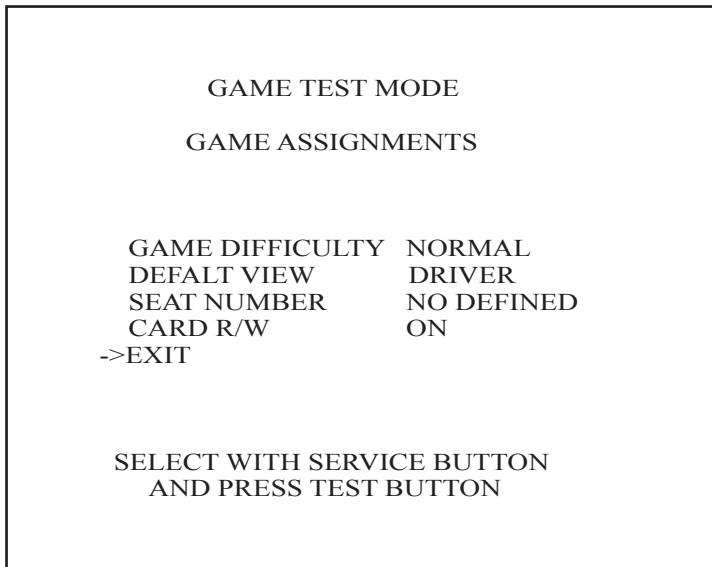 GAME TEST MODE
GAME ASSIGNMENTS
GAME DIFFICULTY NORMAL
DEFALT VIEW DRIVER
SEAT NUMBER NO DEFINED
CARD R/W ON
->EXIT
SELECT WITH SERVICE BUTTON
AND PRESS TEST BUTTON